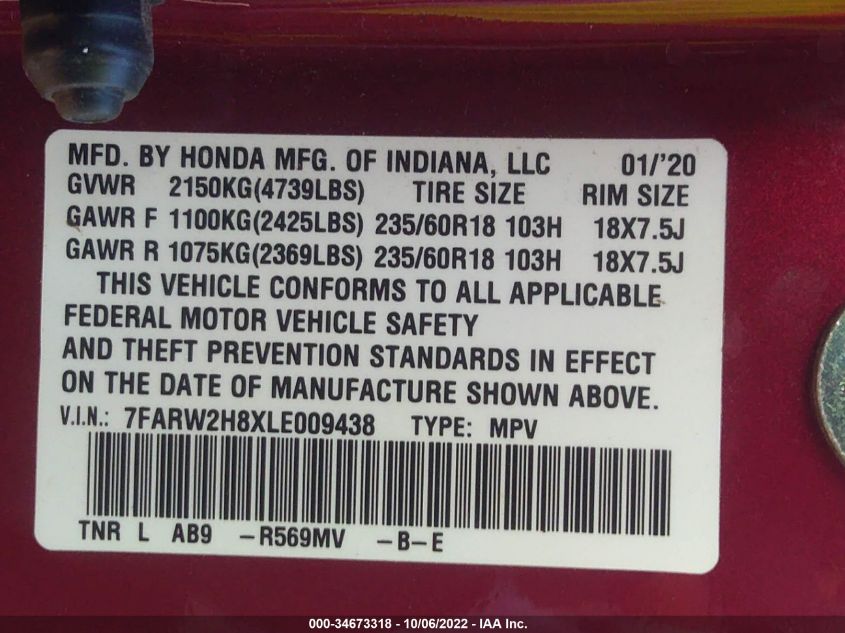 MFD. BY HONDA MFG. OF INDIANA, LLC 01/'20
GVWR 2150KG(4739LBS) TIRE SIZE RIM SIZE
GAWR F 1100KG(2425LBS) 235/60R18 103H 18X7.5J
GAWR R 1075KG(2369LBS) 235/60R18 103H 18X7.5J
THIS VEHICLE CONFORMS TO ALL APPLICABLE
FEDERAL MOTOR VEHICLE SAFETY
AND THEFT PREVENTION STANDARDS IN EFFECT
ON THE DATE OF MANUFACTURE SHOWN ABOVE.
V.I.N.: 7FARW2H8XLE009438 TYPE: MPV
TNR L AB9 -R569MV -B-E
000-34673318 - 10/06/2022 - IAA Inc.